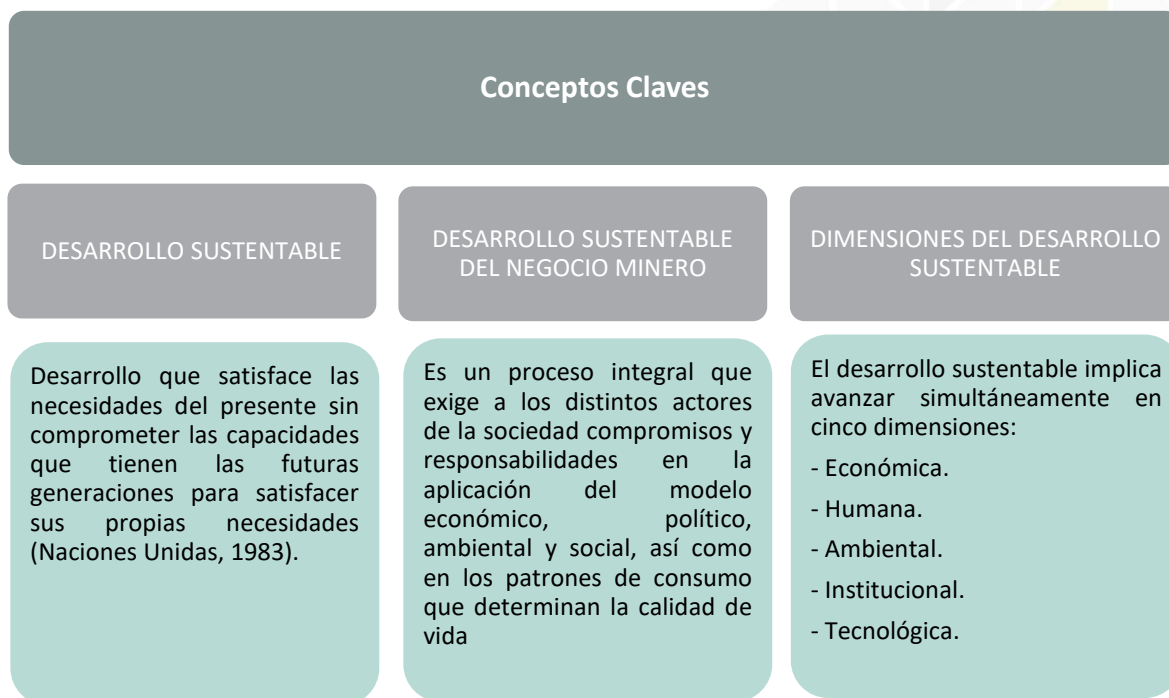 Conceptos Claves
DESARROLLO SUSTENTABLE
Desarrollo que satisface las
necesidades del presente sin
comprometer las capacidades
que tienen las futuras
generaciones para satisfacer
sus propias necesidades
(Naciones Unidas, 1983).
DESARROLLO SUSTENTABLE
DEL NEGOCIO MINERO
Es un proceso integral que
exige a los distintos actores
de la sociedad compromisos y
responsabilidades en la
aplicación del modelo
económico, político,
ambiental y social, así como
en los patrones de consumo
que determinan la calidad de
vida
DIMENSIONES DEL DESARROLLO
SUSTENTABLE
El desarrollo sustentable implica
avanzar simultáneamente en
cinco dimensiones:
- Económica.
- Humana.
- Ambiental.
- Institucional.
- Tecnológica.